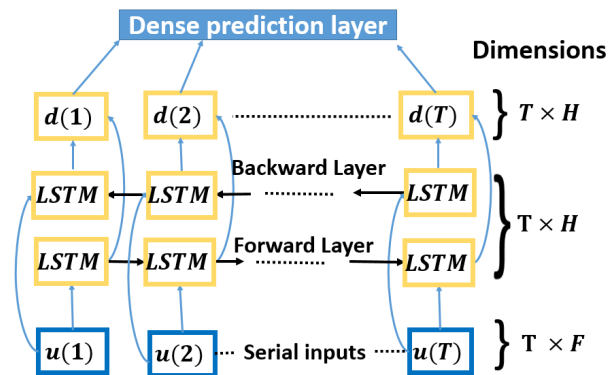 Dense prediction layer
Dimensions
d(1) d(2) d(T) } T × H
Backward Layer
LSTM LSTM LSTM
} T × H
Forward Layer
LSTM LSTM LSTM
u(1) u(2) Serial inputs u(T) } T × F